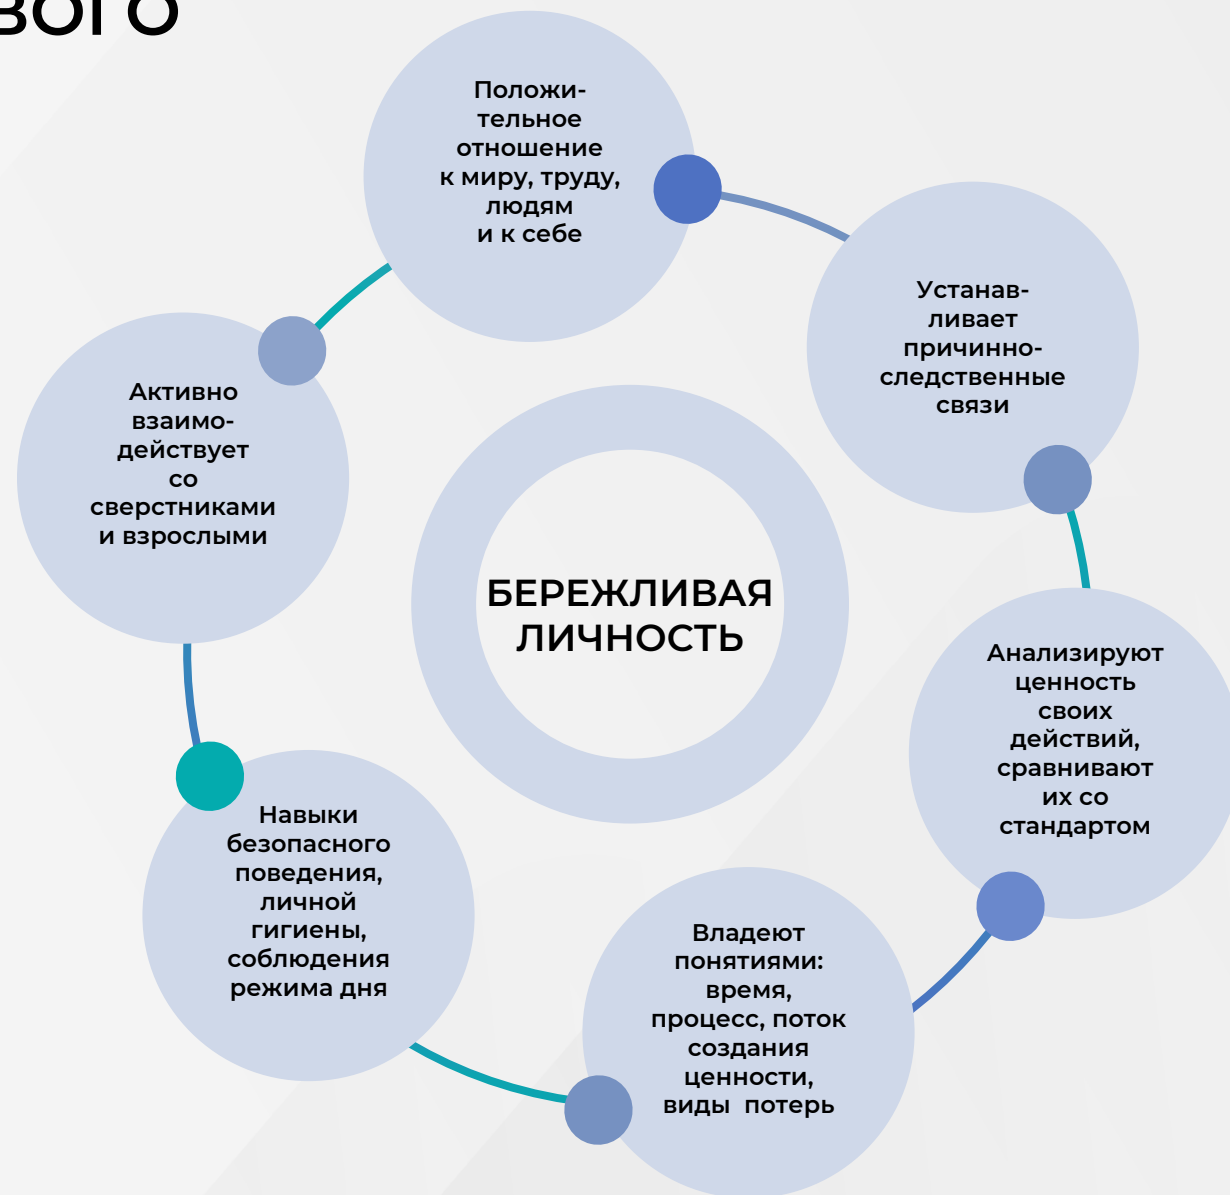 ВОГО
Положи-
тельное
отношение
к миру, труду,
людям
и к себе
Устанав-
ливает
причинно-
следственные
связи
Анализируют
ценность
своих
действий,
сравнивают
их со
стандартом
Владеют
понятиями:
время,
процесс, поток
создания
ценности,
виды потерь
Навыки
безопасного
поведения,
личной
гигиены,
соблюдения
режима дня
Активно
взаимо-
действует
со
сверстниками
и взрослыми
БЕРЕЖЛИВАЯ
ЛИЧНОСТЬ